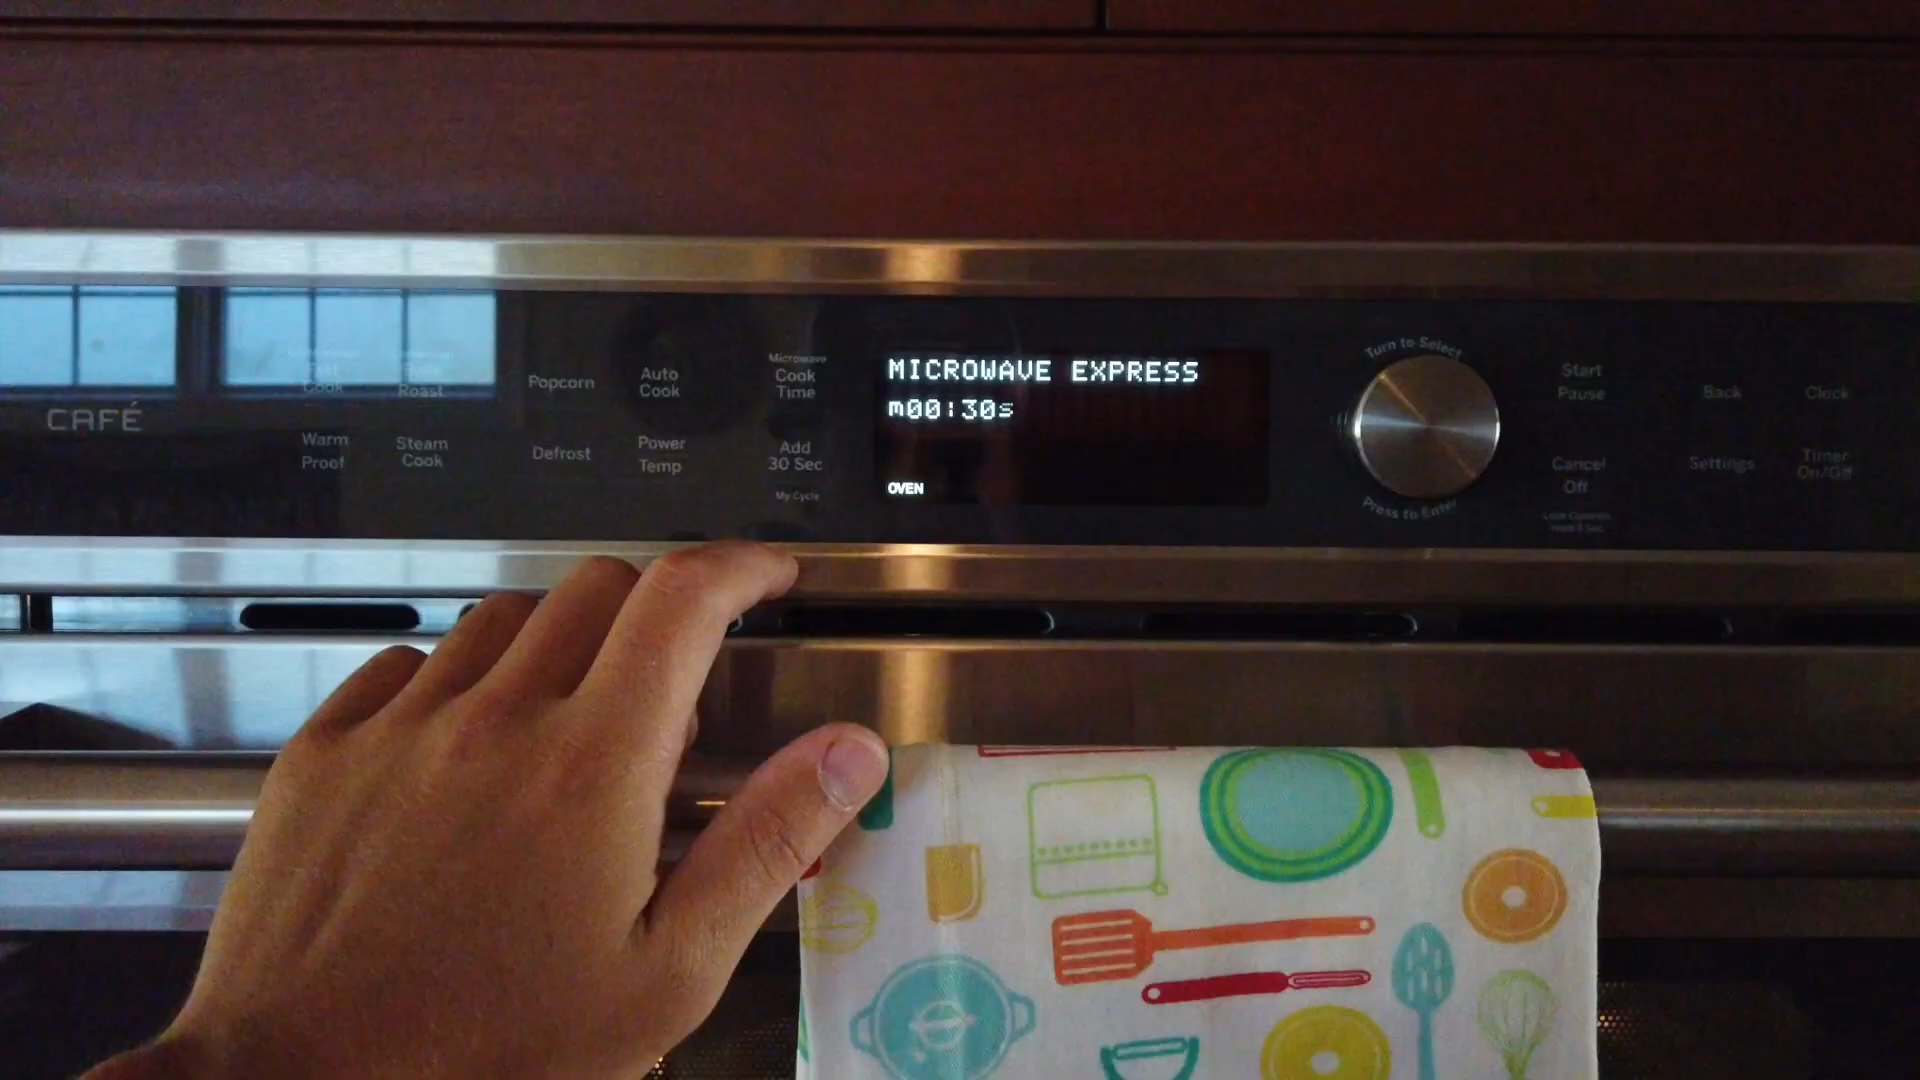 CAFÉ
Cook
Roast
Warm
Proof
Steam
Cook
Popcorn
Defrost
Auto
Cook
Power
Temp
Microwave
Cook
Time
Add
30 Sec
My Cycle
MICROWAVE EXPRESS
m00:30s
OVEN
Turn to Select
Press to Enter
Start
Pause
Cancel
Off
Back
Settings
Clock
Timer
On/Off